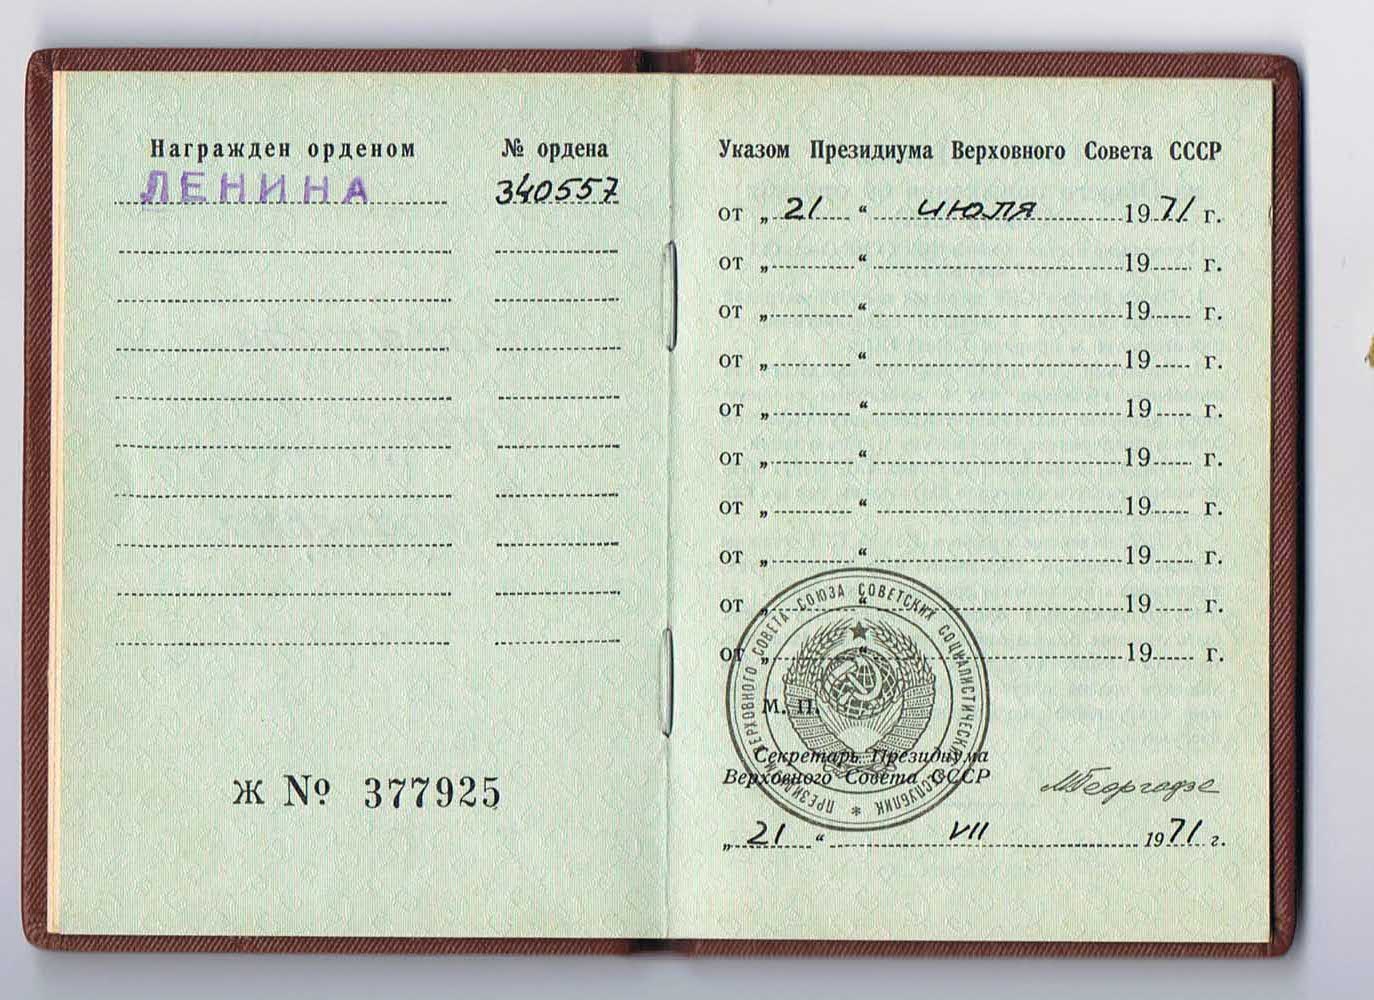 Награжден орденом
№ ордена
ЛЕНИНА
340557
Ж № 377925
Указом Президиума Верховного Совета СССР
от „ 21 “ июля 1971 г.
от „ “ 19 г.
от „ “ 19 г.
от „ “ 19 г.
от „ “ 19 г.
от „ “ 19 г.
от „ “ 19 г.
от „ “ 19 г.
от „ “ 19 г.
от „ “ 19 г.
М. П.
ПРЕЗИДИУМ ВЕРХОВНОГО СОВЕТА СОЮЗА СОВЕТСКИХ СОЦИАЛИСТИЧЕСКИХ РЕСПУБЛИК *
Секретарь Президиума
Верховного Совета СССР
МГеоргадзе
„ 21 “ VII 1971 г.